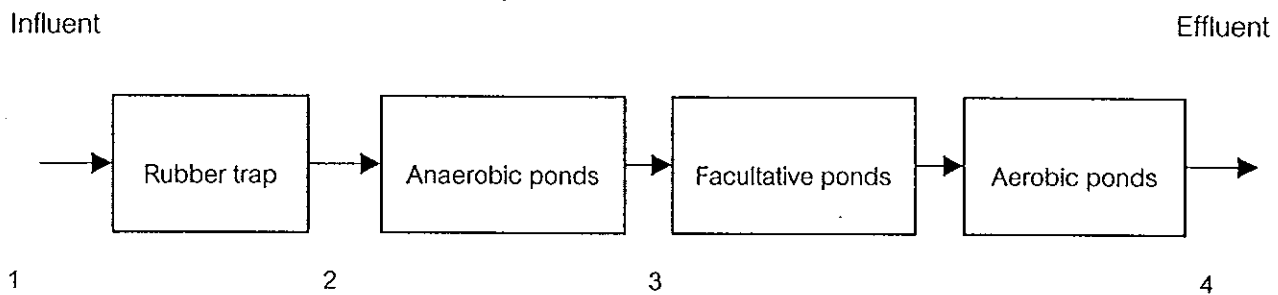 Influent
Effluent
Rubber trap
Anaerobic ponds
Facultative ponds
Aerobic ponds
1
2
3
4